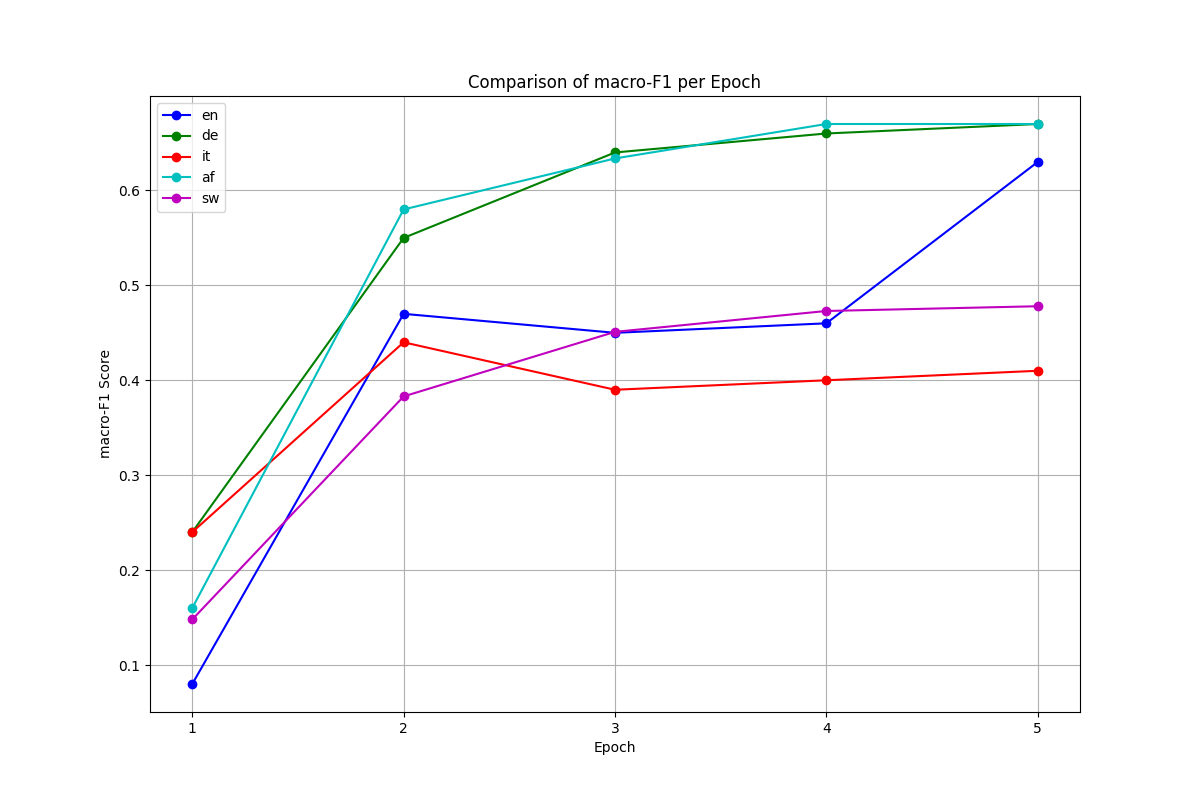 Comparison of macro-F1 per Epoch
en
de
it
af
sw
macro-F1 Score
0.6
0.5
0.4
0.3
0.2
0.1
1 2 3 4 5
Epoch